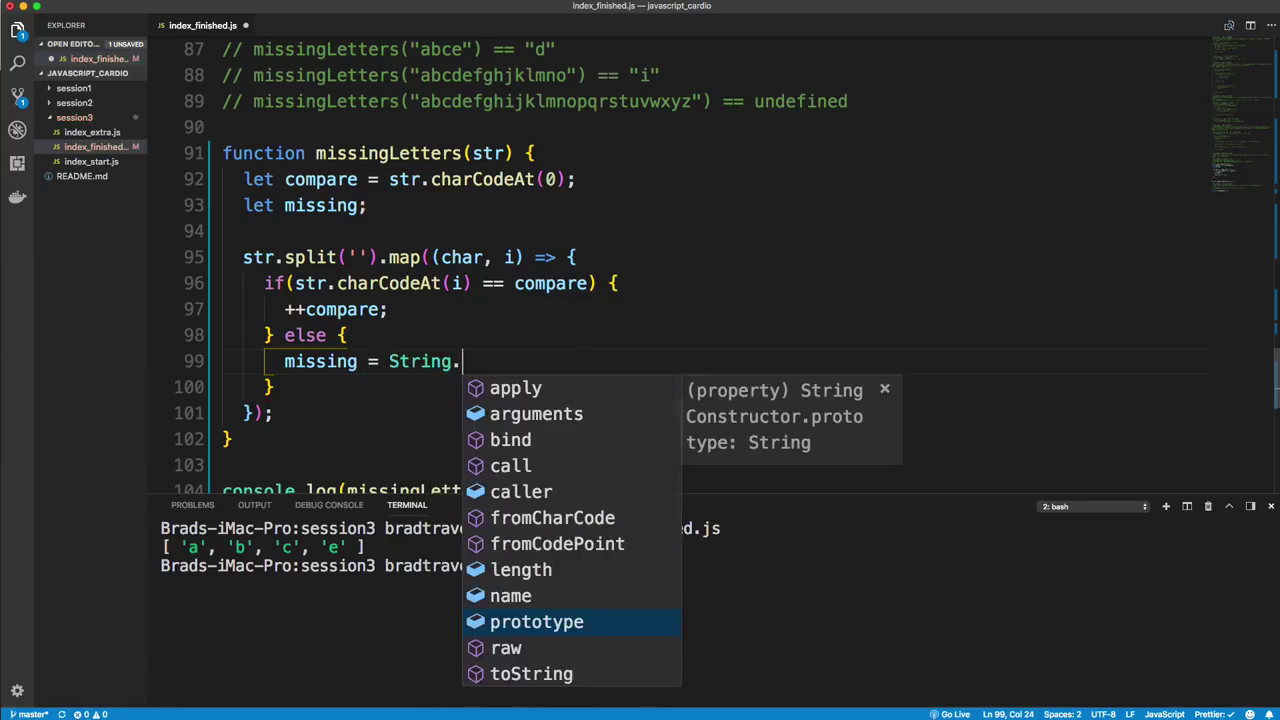 index_finished.js — javascript_cardio
EXPLORER
index_finished.js
OPEN EDITO... 1 UNSAVED
index_finishe... M
JAVASCRIPT_CARDIO
session1
session2
session3
JS index_extra.js
JS index_finished... M
JS index_start.js
README.md
87 // missingLetters("abce") == "d"
88 // missingLetters("abcdefghjklmno") == "i"
89 // missingLetters("abcdefghijklmnopqrstuvwxyz") == undefined
90
91 function missingLetters(str) {
92 let compare = str.charCodeAt(0);
93 let missing;
94
95 str.split('').map((char, i) => {
96 if(str.charCodeAt(i) == compare) {
97 ++compare;
98 } else {
99 missing = String.
100 }
101 });
102 }
103
104 console.log(missingLett
apply
arguments
bind
call
caller
fromCharCode
fromCodePoint
length
name
prototype
raw
toString
(property) String
Constructor.proto
type: String
PROBLEMS OUTPUT DEBUG CONSOLE TERMINAL
2: bash
Brads-iMac-Pro:session3 bradtrave ed.js
[ 'a', 'b', 'c', 'e' ]
Brads-iMac-Pro:session3 bradtrave
master* 0 0
Go Live Ln 99, Col 24 Spaces: 2 UTF-8 LF JavaScript Prettier: ✓